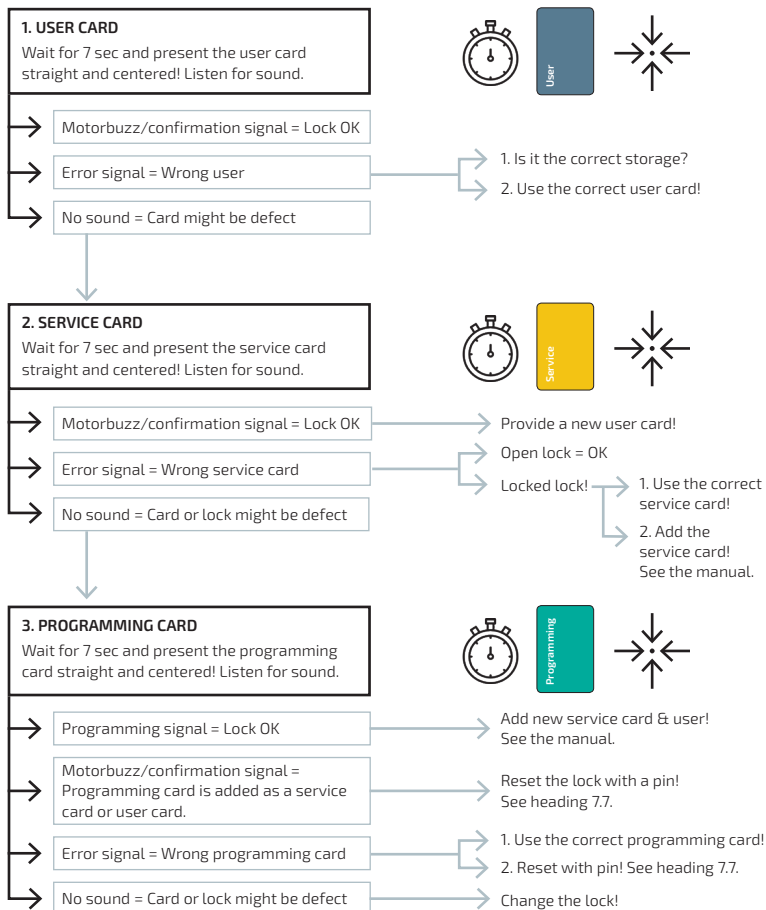 1. USER CARD
Wait for 7 sec and present the user card
straight and centered! Listen for sound.
User
Motorbuzz/confirmation signal = Lock OK
Error signal = Wrong user
1. Is it the correct storage?
2. Use the correct user card!
No sound = Card might be defect
2. SERVICE CARD
Wait for 7 sec and present the service card
straight and centered! Listen for sound.
Service
Motorbuzz/confirmation signal = Lock OK
Provide a new user card!
Error signal = Wrong service card
Open lock = OK
Locked lock!
1. Use the correct
service card!
2. Add the
service card!
See the manual.
No sound = Card or lock might be defect
3. PROGRAMMING CARD
Wait for 7 sec and present the programming
card straight and centered! Listen for sound.
Programming
Programming signal = Lock OK
Add new service card & user!
See the manual.
Motorbuzz/confirmation signal =
Programming card is added as a service
card or user card.
Reset the lock with a pin!
See heading 7.7.
Error signal = Wrong programming card
1. Use the correct programming card!
2. Reset with pin! See heading 7.7.
No sound = Card or lock might be defect
Change the lock!